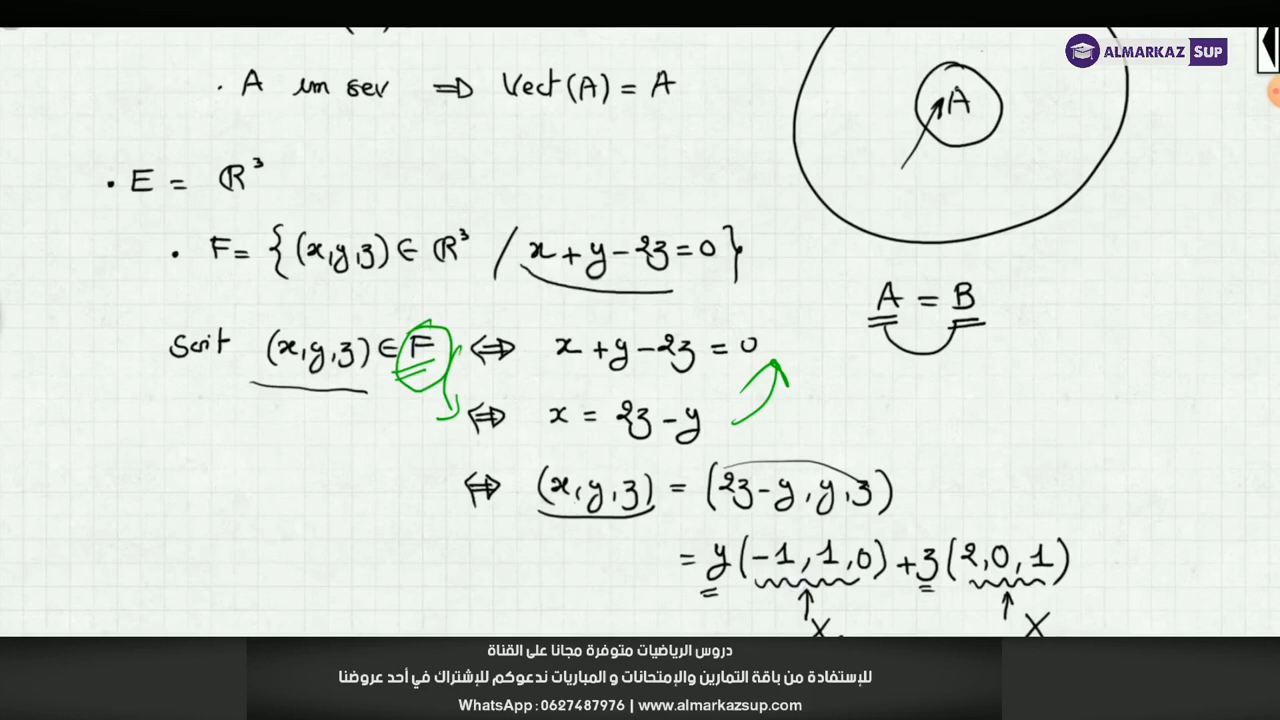 ALMARKAZ SUP
. A un sev ⟹ Vect(A) = A
A
. E = ℝ³
. F = {(x,y,z) ∈ ℝ³ / x+y-2z=0}
A = B
Soit (x,y,z) ∈ F ⟺ x+y-2z = 0
⟺ x = 2z-y
⟺ (x,y,z) = (2z-y, y, z)
= y(-1,1,0) + z(2,0,1)
X X
دروس الرياضيات متوفرة مجانا على القناة
للإستفادة من باقة التمارين والإمتحانات و المباريات ندعوكم للإشتراك في أحد عروضنا
WhatsApp : 0627487976 | www.almarkazsup.com